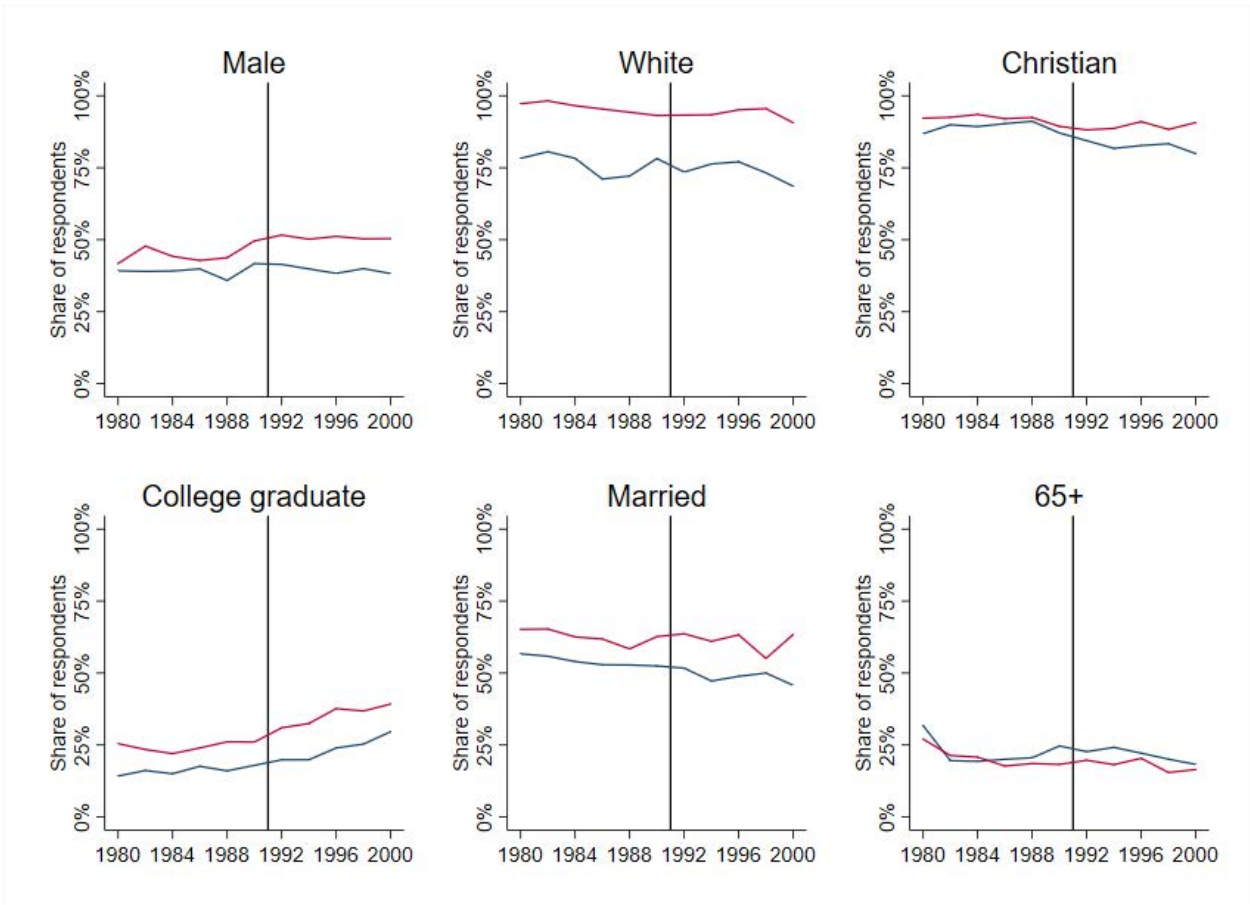 Male
White
Christian
Share of respondents
0% 25% 50% 75% 100%
1980 1984 1988 1992 1996 2000
Share of respondents
0% 25% 50% 75% 100%
1980 1984 1988 1992 1996 2000
Share of respondents
0% 25% 50% 75% 100%
1980 1984 1988 1992 1996 2000
College graduate
Married
65+
Share of respondents
0% 25% 50% 75% 100%
1980 1984 1988 1992 1996 2000
Share of respondents
0% 25% 50% 75% 100%
1980 1984 1988 1992 1996 2000
Share of respondents
0% 25% 50% 75% 100%
1980 1984 1988 1992 1996 2000